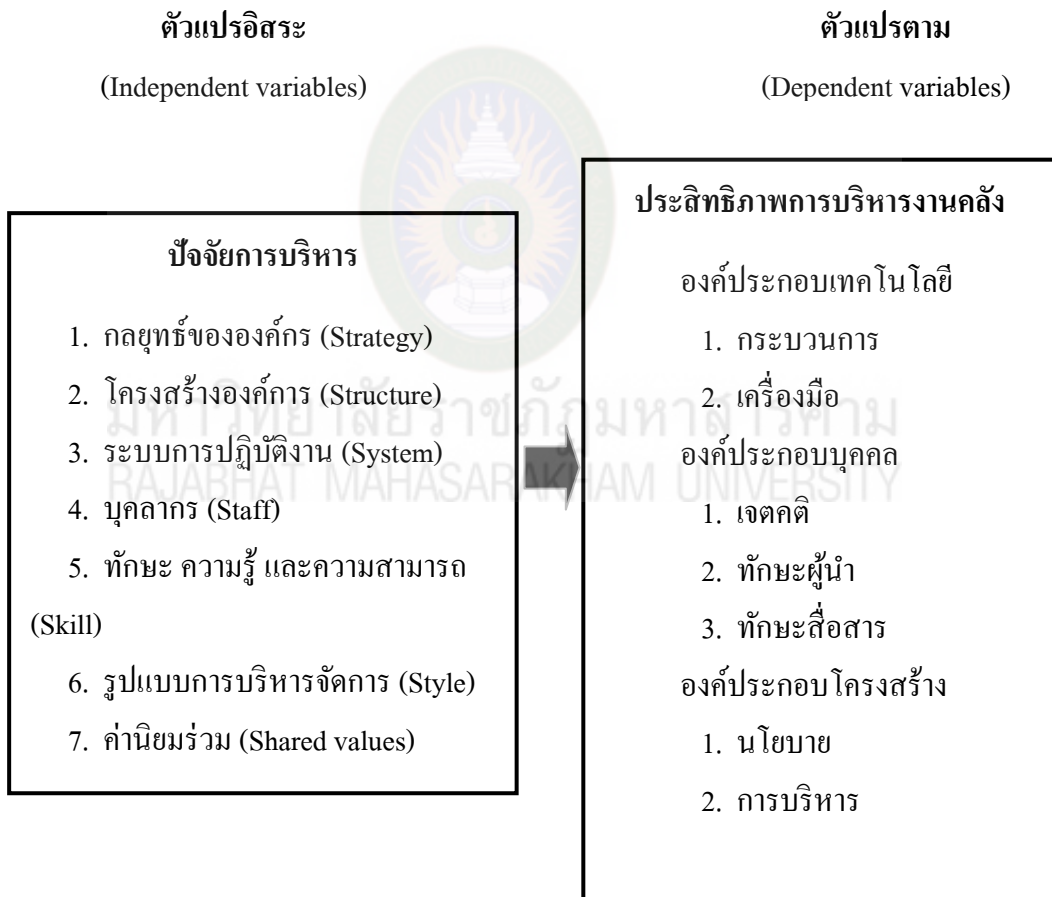 ตัวแปรอิสระ
(Independent variables)
ตัวแปรตาม
(Dependent variables)
ปัจจัยการบริหาร
1. กลยุทธ์ขององค์กร (Strategy)
2. โครงสร้างองค์การ (Structure)
3. ระบบการปฏิบัติงาน (System)
4. บุคลากร (Staff)
5. ทักษะ ความรู้ และความสามารถ
(Skill)
6. รูปแบบการบริหารจัดการ (Style)
7. ค่านิยมร่วม (Shared values)
ประสิทธิภาพการบริหารงานคลัง
องค์ประกอบเทคโนโลยี
1. กระบวนการ
2. เครื่องมือ
องค์ประกอบบุคคล
1. เจตคติ
2. ทักษะผู้นำ
3. ทักษะสื่อสาร
องค์ประกอบโครงสร้าง
1. นโยบาย
2. การบริหาร
มหาวิทยาลัยราชภัฏมหาสารคาม
RAJABHAT MAHASARAKHAM UNIVERSITY